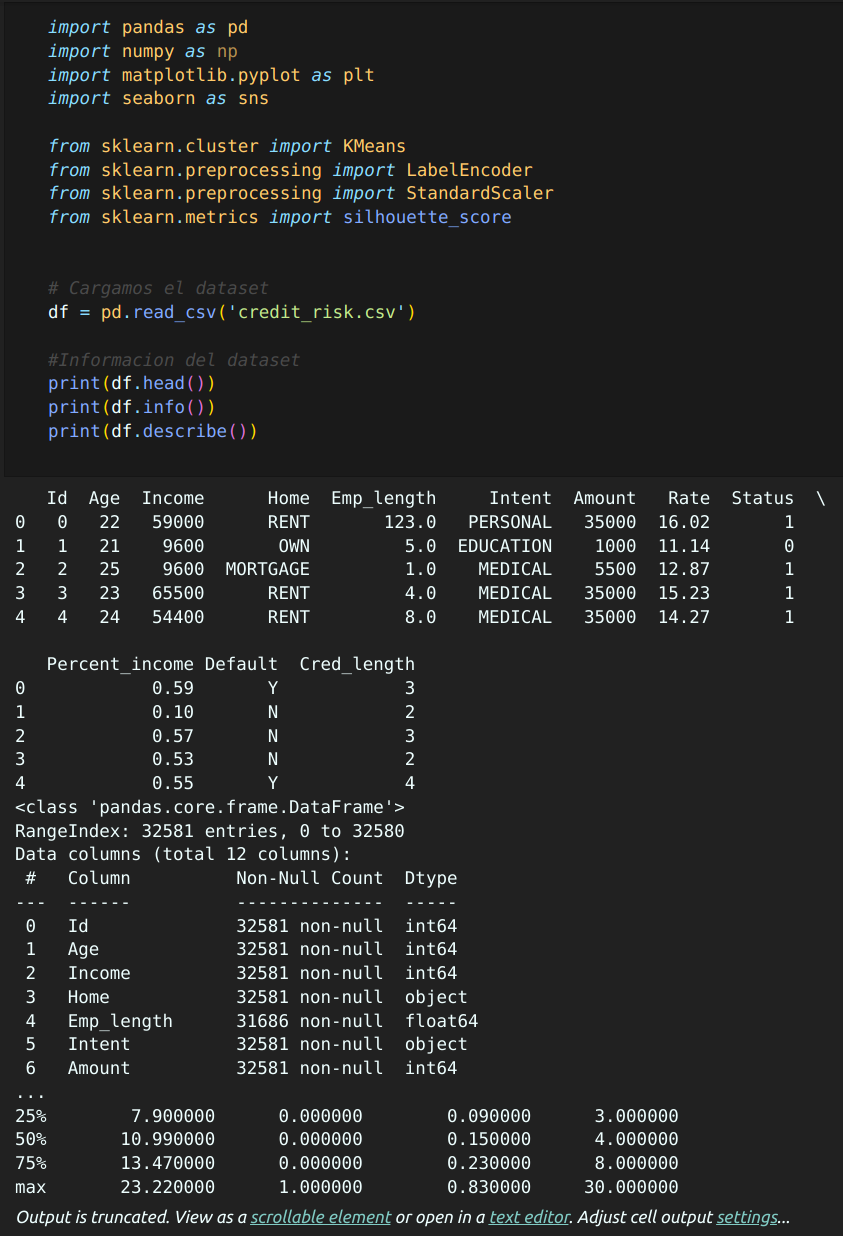 import pandas as pd
import numpy as np
import matplotlib.pyplot as plt
import seaborn as sns
from sklearn.cluster import KMeans
from sklearn.preprocessing import LabelEncoder
from sklearn.preprocessing import StandardScaler
from sklearn.metrics import silhouette_score
# Cargamos el dataset
df = pd.read_csv('credit_risk.csv')
#Informacion del dataset
print(df.head())
print(df.info())
print(df.describe())
   Id  Age  Income      Home  Emp_length     Intent  Amount   Rate  Status  \
0   0   22   59000      RENT       123.0   PERSONAL   35000  16.02       1
1   1   21    9600       OWN         5.0  EDUCATION    1000  11.14       0
2   2   25    9600  MORTGAGE         1.0    MEDICAL    5500  12.87       1
3   3   23   65500      RENT         4.0    MEDICAL   35000  15.23       1
4   4   24   54400      RENT         8.0    MEDICAL   35000  14.27       1
   Percent_income Default  Cred_length
0            0.59       Y            3
1            0.10       N            2
2            0.57       N            3
3            0.53       N            2
4            0.55       Y            4
<class 'pandas.core.frame.DataFrame'>
RangeIndex: 32581 entries, 0 to 32580
Data columns (total 12 columns):
 #   Column          Non-Null Count  Dtype
---  ------          --------------  -----
 0   Id              32581 non-null  int64
 1   Age             32581 non-null  int64
 2   Income          32581 non-null  int64
 3   Home            32581 non-null  object
 4   Emp_length      31686 non-null  float64
 5   Intent          32581 non-null  object
 6   Amount          32581 non-null  int64
...
25%        7.900000      0.000000        0.090000      3.000000
50%       10.990000      0.000000        0.150000      4.000000
75%       13.470000      0.000000        0.230000      8.000000
max       23.220000      1.000000        0.830000     30.000000
Output is truncated. View as a scrollable element or open in a text editor. Adjust cell output settings...